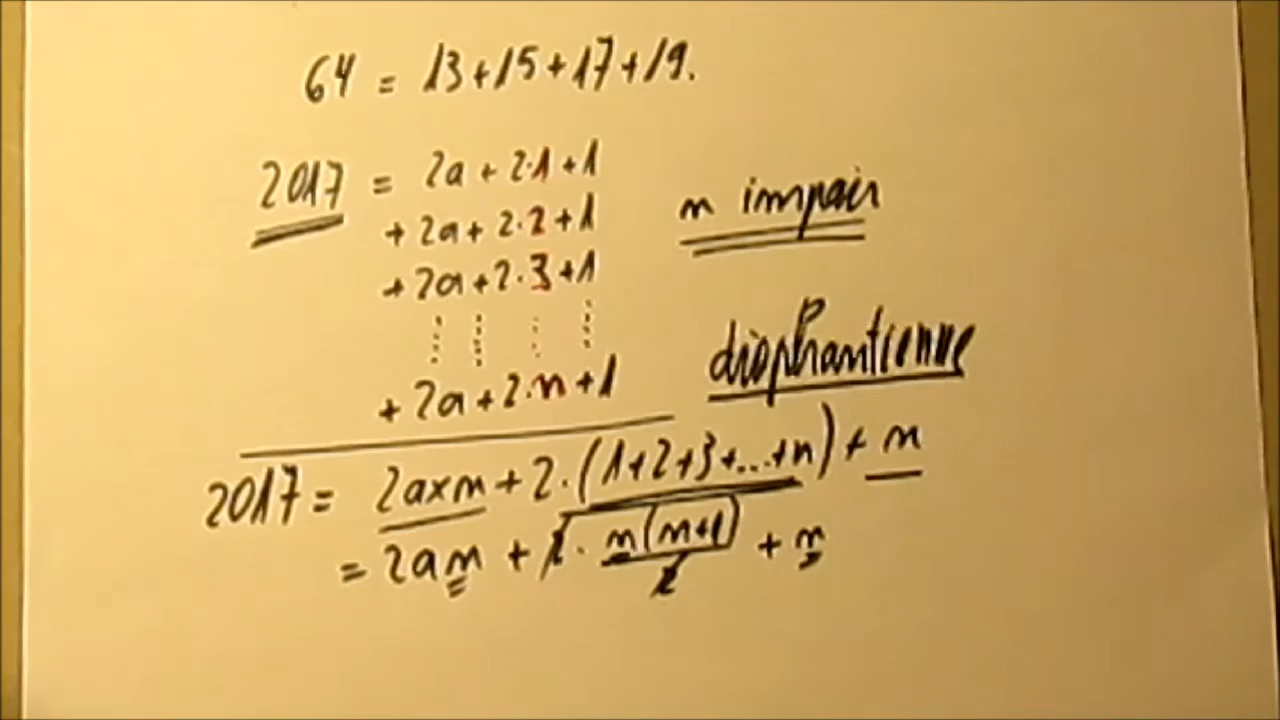 64 = 13+15+17+19.
2017 = 2a + 2·1 + 1
+ 2a + 2·2 + 1
n impair
+ 2a + 2·3 + 1
diophantienne
+ 2a + 2·n + 1
2017 = 2a×n + 2·(1+2+3+...+n) + n
= 2an + 2· n(n+1)/2 + n